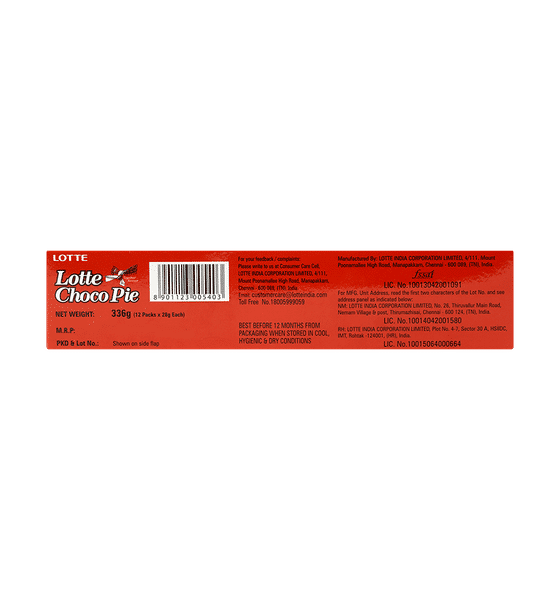 LOTTE
Lotte
Choco Pie
8 901123 005403
NET WEIGHT: 336g (12 Packs x 28g Each)
M.R.P:
PKD & Lot No.: Shown on side flap
For your feedback / complaints:
Please write to us at Consumer Care Cell,
LOTTE INDIA CORPORATION LIMITED, 4/111,
Mount Poonamallee High Road, Manapakkam,
Chennai - 600 089, (TN), India
Email: customercare@lotteindia.com
Toll Free No.18005999059
BEST BEFORE 12 MONTHS FROM
PACKAGING WHEN STORED IN COOL,
HYGIENIC & DRY CONDITIONS
Manufactured By: LOTTE INDIA CORPORATION LIMITED, 4/111, Mount
Poonamallee High Road, Manapakkam, Chennai - 600 089, (TN), India.
fssai
LIC. No.10013042001091
For MFG. Unit Address, read the first two characters of the Lot No. and see
address panel as indicated below:
NM: LOTTE INDIA CORPORATION LIMITED, No. 28, Thiruvallur Main Road,
Nemam Village & post, Thirumazhisai, Chennai - 600 124, (TN), India.
LIC. No.10014042001580
RH: LOTTE INDIA CORPORATION LIMITED, Plot No. 4-7, Sector 30 A, HSIIDC
IMT, Rohtak -124001, (HR), India.
LIC. No.10015064000664